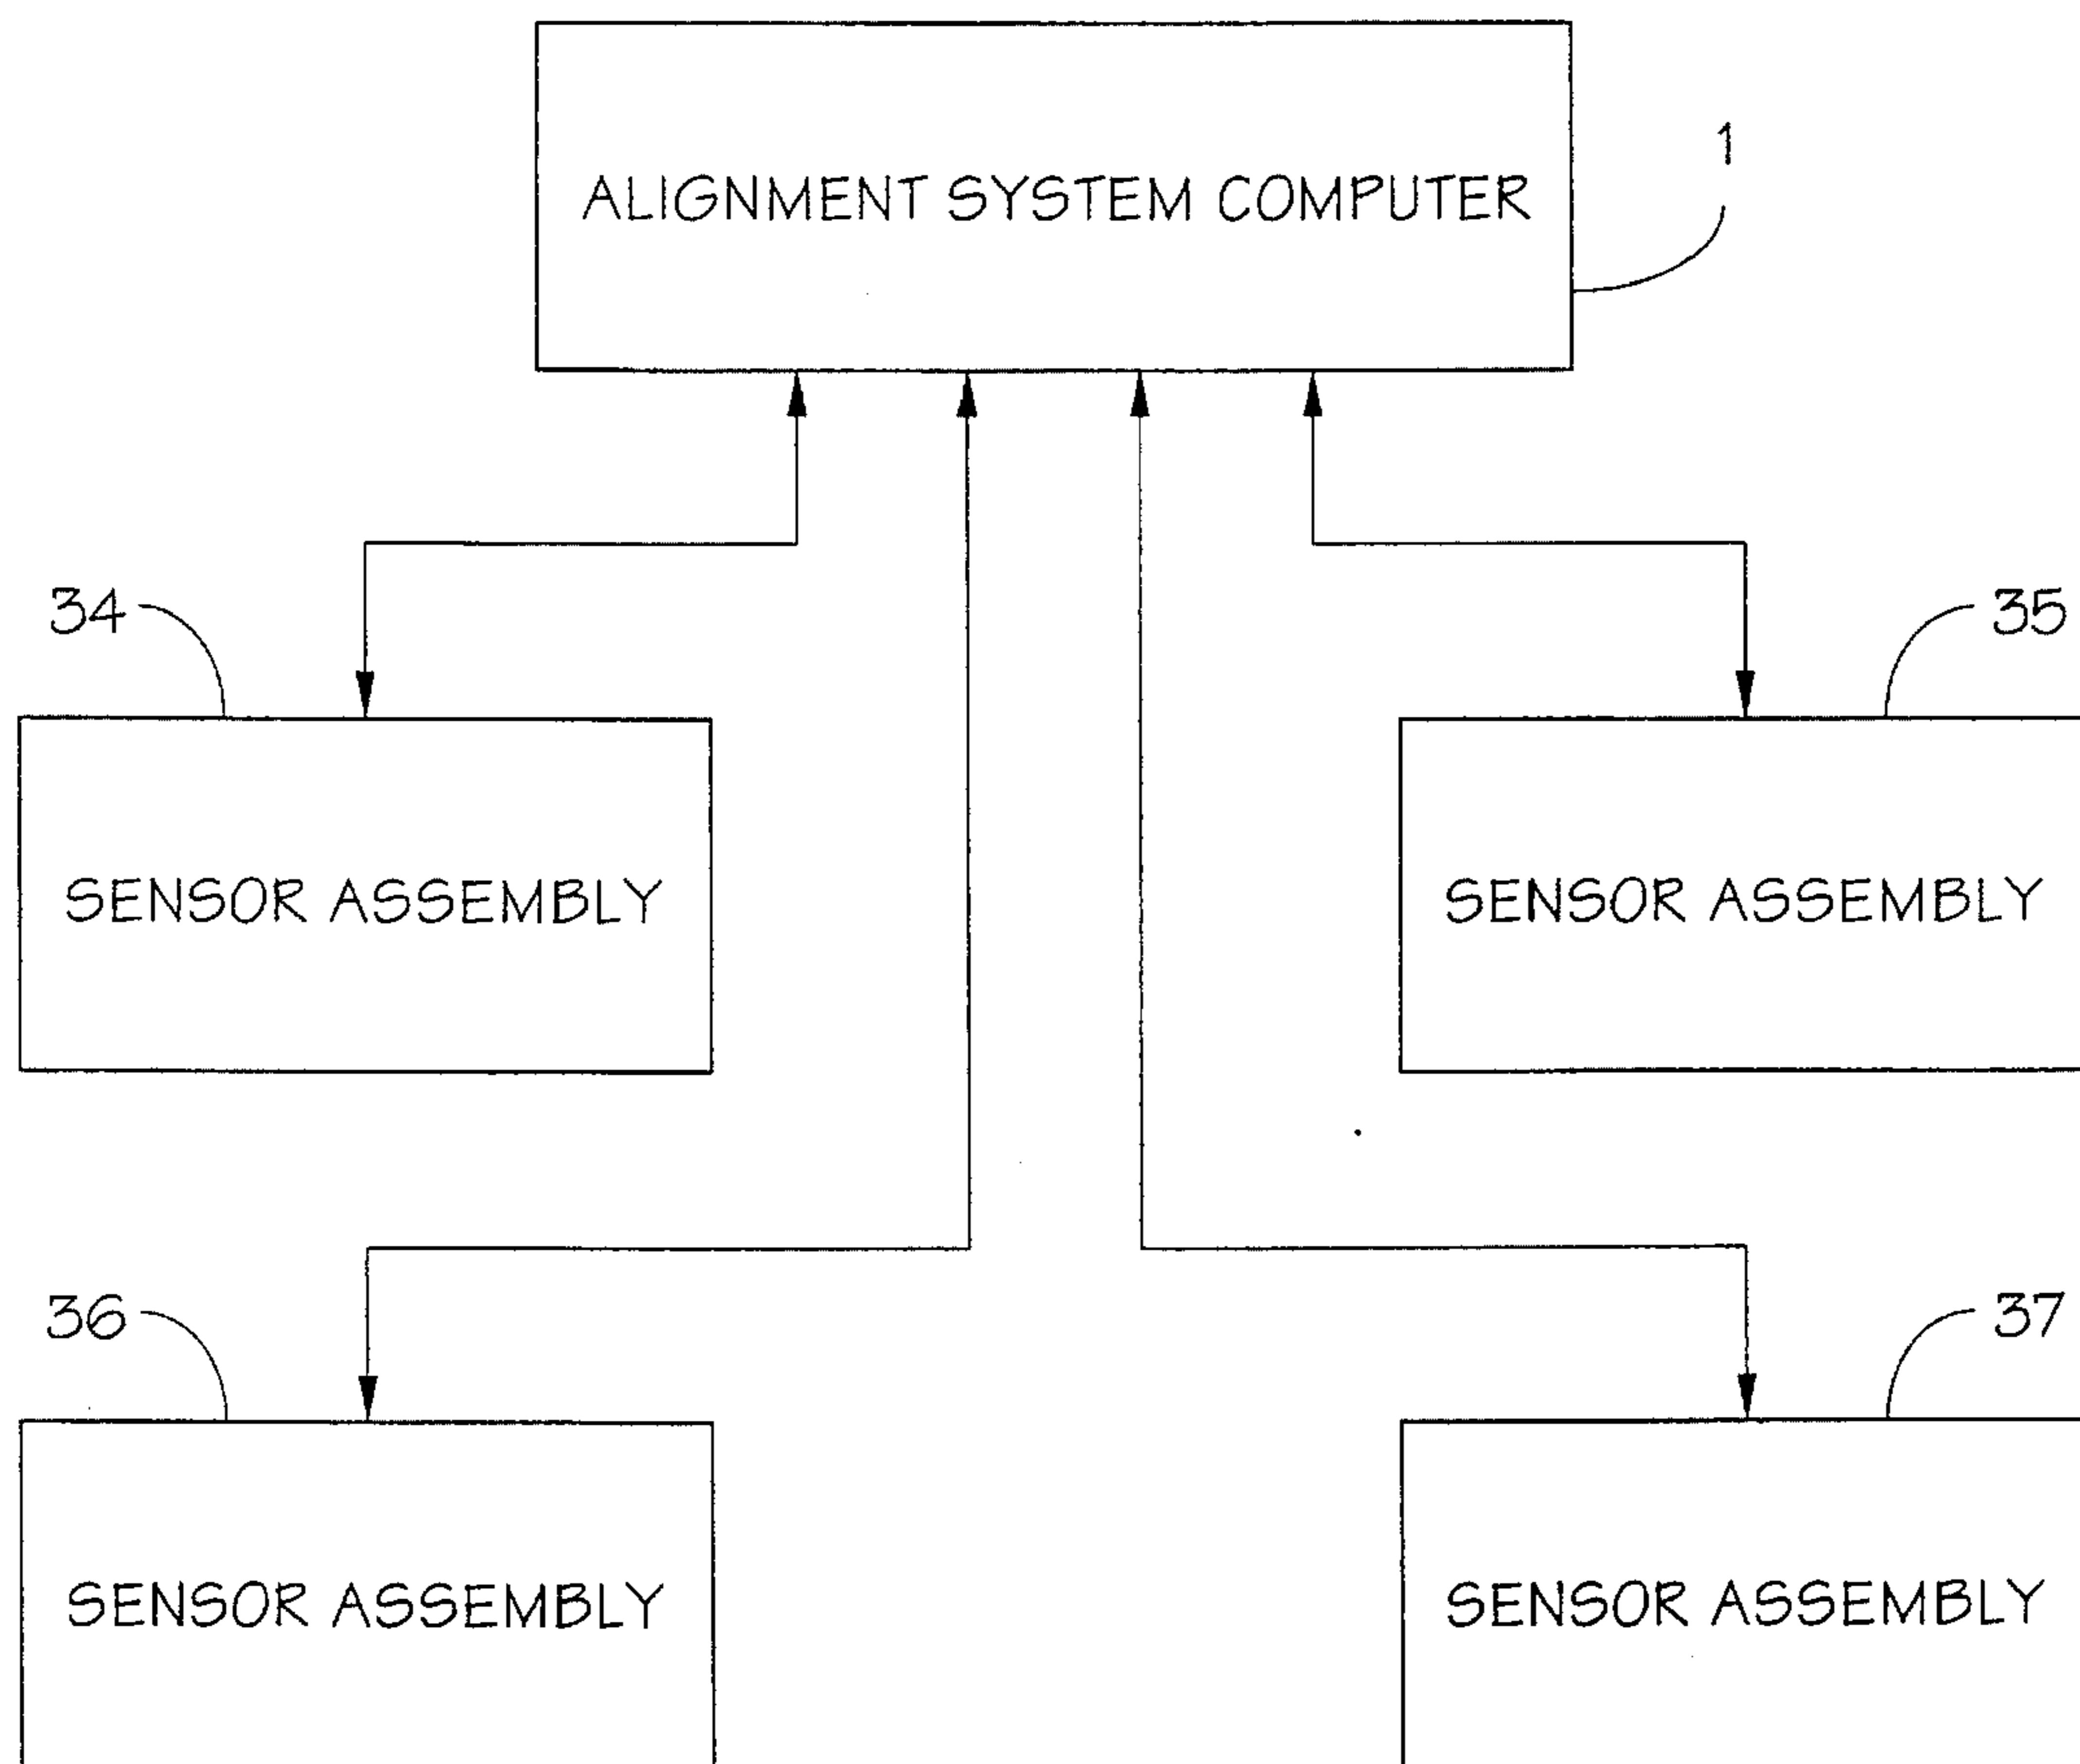 1
ALIGNMENT SYSTEM COMPUTER
34
35
SENSOR ASSEMBLY
SENSOR ASSEMBLY
36
37
SENSOR ASSEMBLY
SENSOR ASSEMBLY